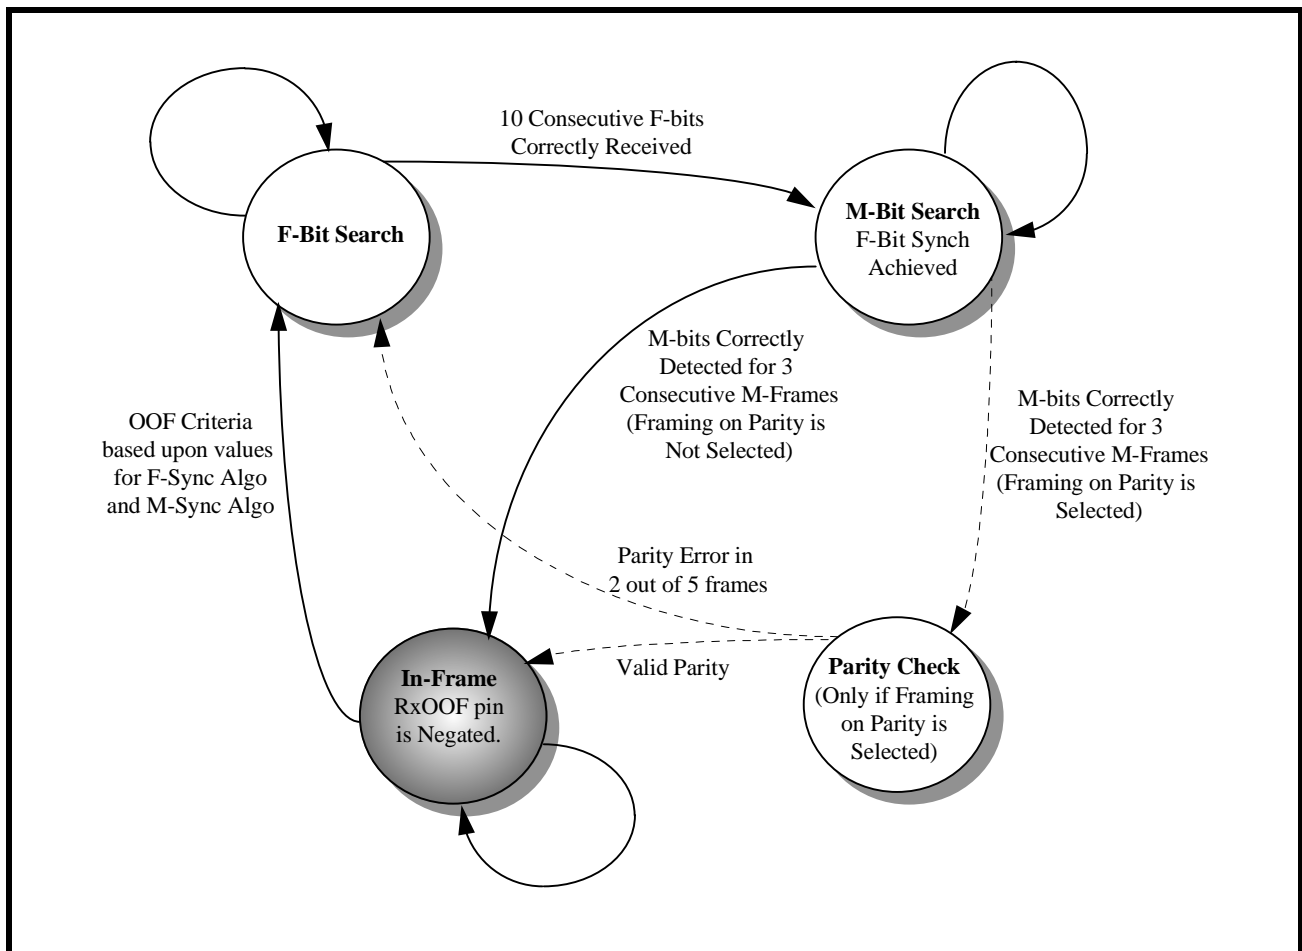 10 Consecutive F-bits
Correctly Received
F-Bit Search
M-Bit Search
F-Bit Synch
Achieved
M-bits Correctly
Detected for 3
Consecutive M-Frames
(Framing on Parity is
Not Selected)
M-bits Correctly
Detected for 3
Consecutive M-Frames
(Framing on Parity is
Selected)
OOF Criteria
based upon values
for F-Sync Algo
and M-Sync Algo
Parity Error in
2 out of 5 frames
Valid Parity
In-Frame
RxOOF pin
is Negated.
Parity Check
(Only if Framing
on Parity is
Selected)